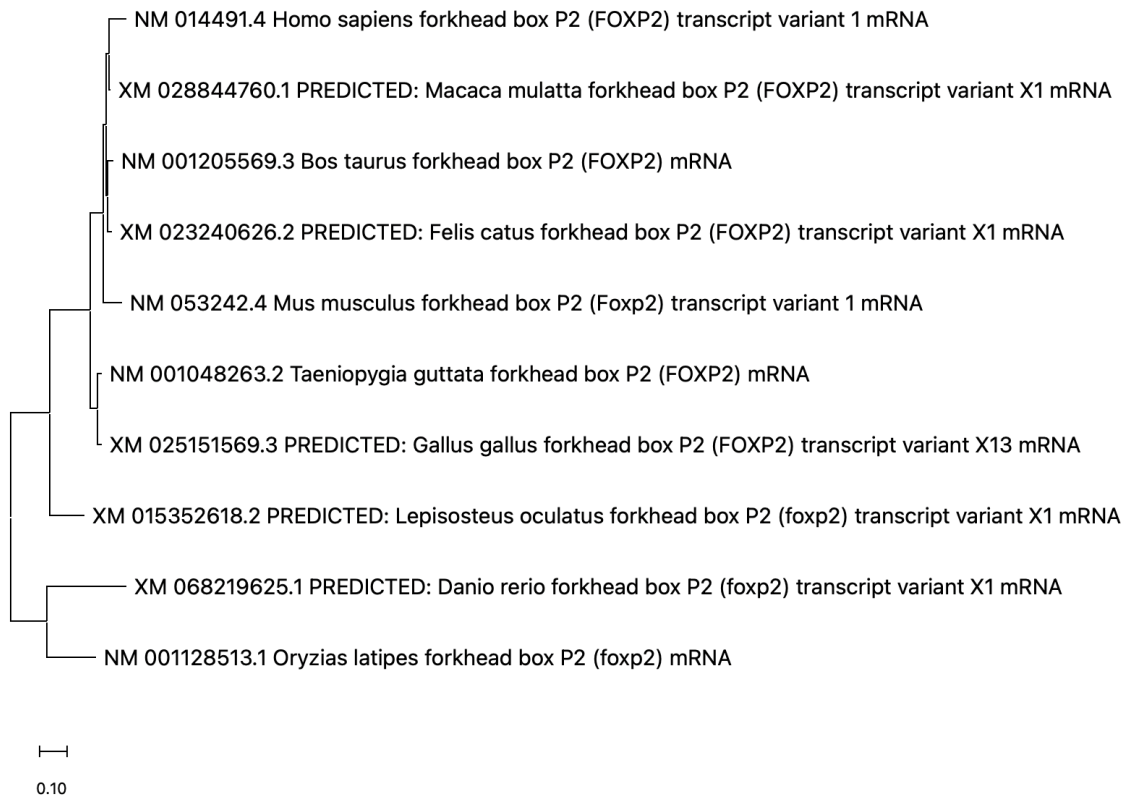 NM 014491.4 Homo sapiens forkhead box P2 (FOXP2) transcript variant 1 mRNA
XM 028844760.1 PREDICTED: Macaca mulatta forkhead box P2 (FOXP2) transcript variant X1 mRNA
NM 001205569.3 Bos taurus forkhead box P2 (FOXP2) mRNA
XM 023240626.2 PREDICTED: Felis catus forkhead box P2 (FOXP2) transcript variant X1 mRNA
NM 053242.4 Mus musculus forkhead box P2 (Foxp2) transcript variant 1 mRNA
NM 001048263.2 Taeniopygia guttata forkhead box P2 (FOXP2) mRNA
XM 025151569.3 PREDICTED: Gallus gallus forkhead box P2 (FOXP2) transcript variant X13 mRNA
XM 015352618.2 PREDICTED: Lepisosteus oculatus forkhead box P2 (foxp2) transcript variant X1 mRNA
XM 068219625.1 PREDICTED: Danio rerio forkhead box P2 (foxp2) transcript variant X1 mRNA
NM 001128513.1 Oryzias latipes forkhead box P2 (foxp2) mRNA
0.10